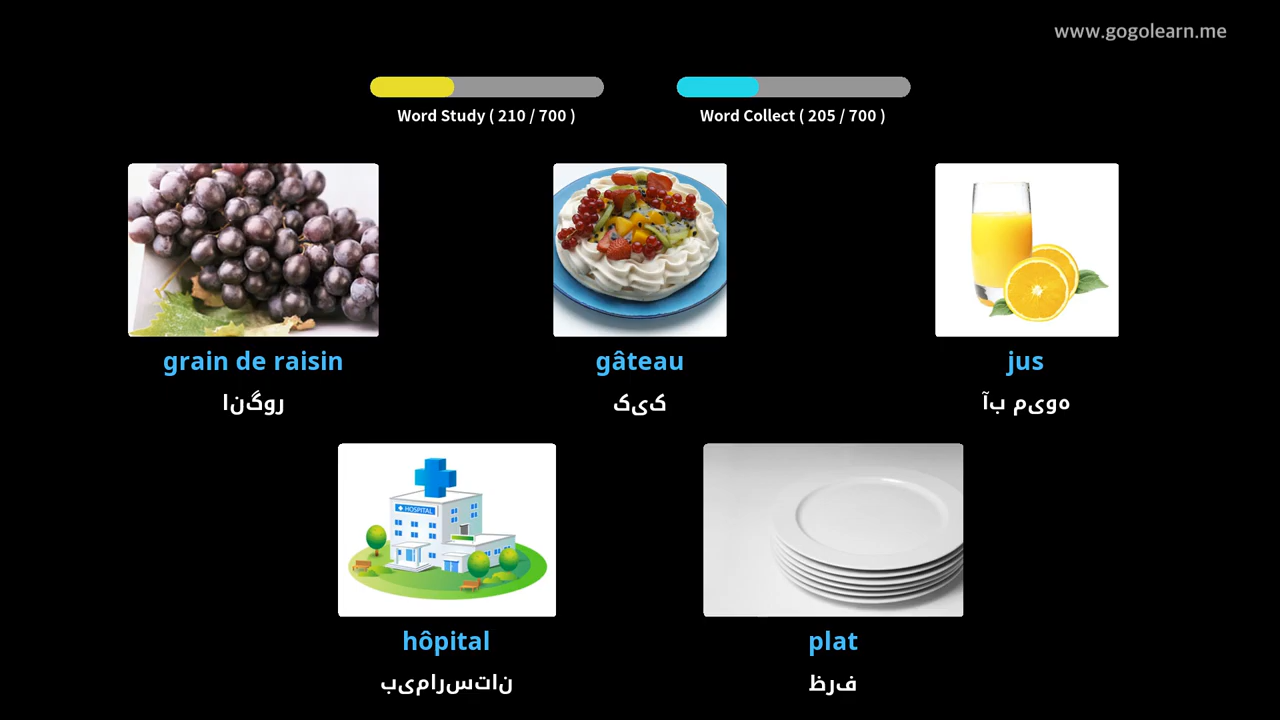 www.gogolearn.me
Word Study ( 210 / 700 )
Word Collect ( 205 / 700 )
grain de raisin
انگور
gâteau
کیک
jus
آب میوه
HOSPITAL
hôpital
بیمارستان
plat
ظرف